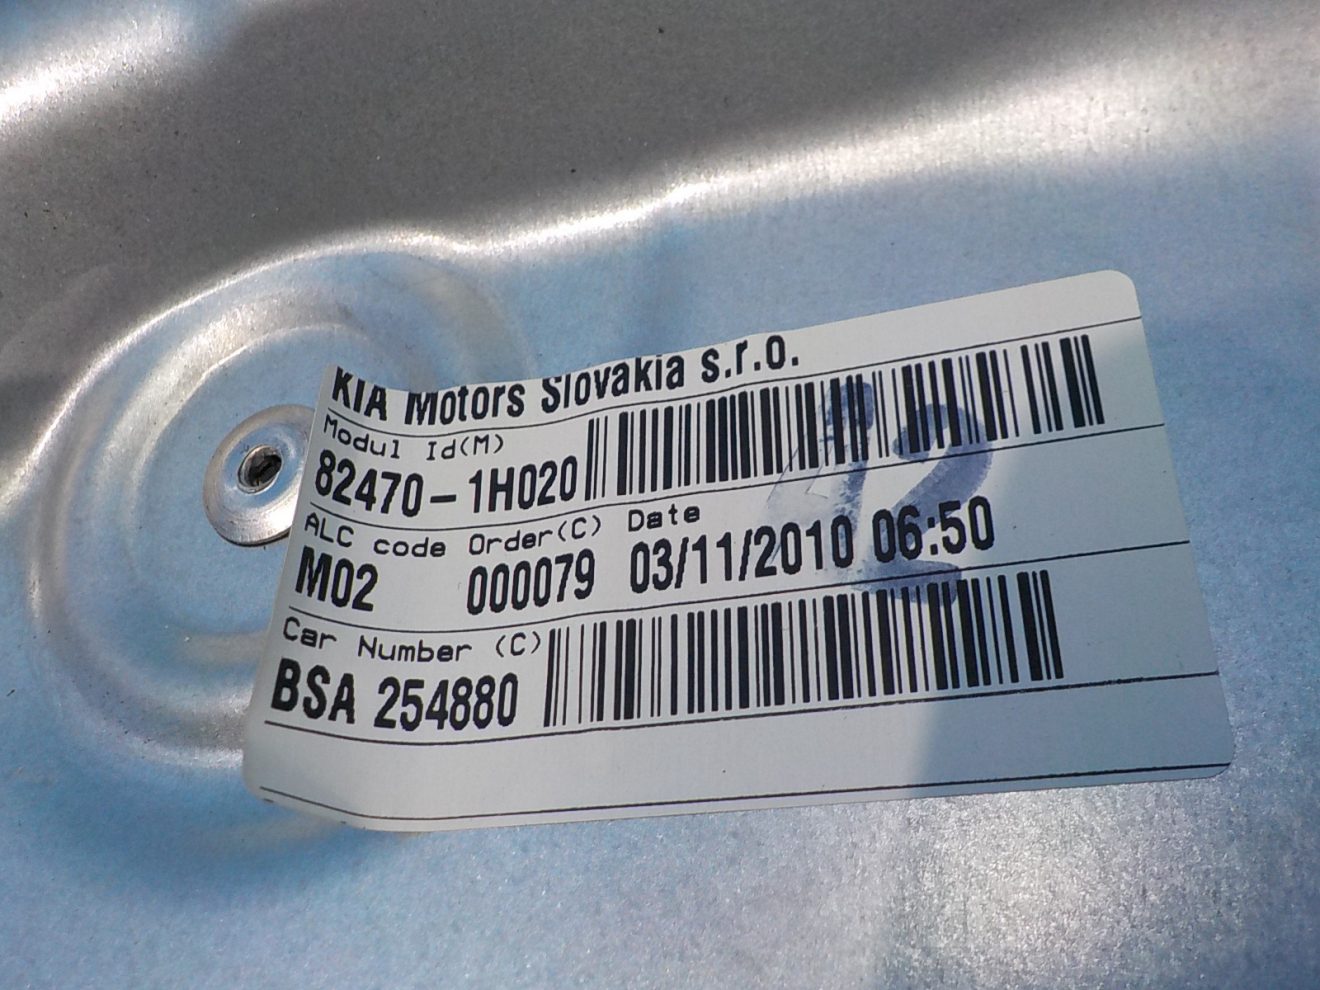 KIA Motors Slovakia s.r.o.
Modul Id(M)
82470-1H020
ALC code Order(C) Date
M02 000079 03/11/2010 06:50
Car Number (C)
BSA 254880